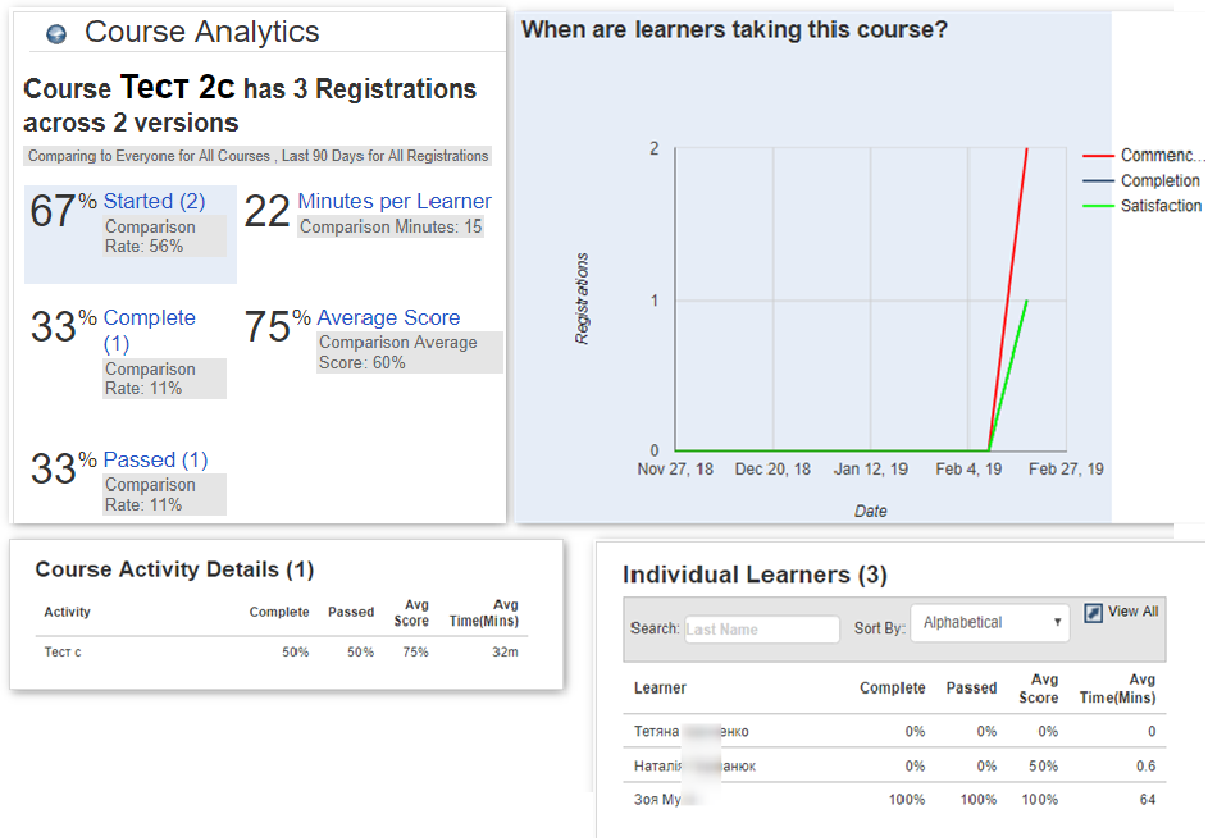 Course Analytics
Course Тест 2с has 3 Registrations
across 2 versions
Comparing to Everyone for All Courses , Last 90 Days for All Registrations
67% Started (2)
Comparison
Rate: 56%
22 Minutes per Learner
Comparison Minutes: 15
33% Complete
(1)
Comparison
Rate: 11%
75% Average Score
Comparison Average
Score: 60%
33% Passed (1)
Comparison
Rate: 11%
When are learners taking this course?
2
1
0
Registrations
Nov 27, 18 Dec 20, 18 Jan 12, 19 Feb 4, 19 Feb 27, 19
Date
Commenc...
Completion
Satisfaction
Course Activity Details (1)
Activity Complete Passed Avg Score Avg Time(Mins)
Тест с 50% 50% 75% 32m
Individual Learners (3)
Search: Last Name Sort By: Alphabetical View All
Learner Complete Passed Avg Score Avg Time(Mins)
Тетяна енко 0% 0% 0% 0
Наталія анюк 0% 0% 50% 0.6
Зоя Му 100% 100% 100% 64